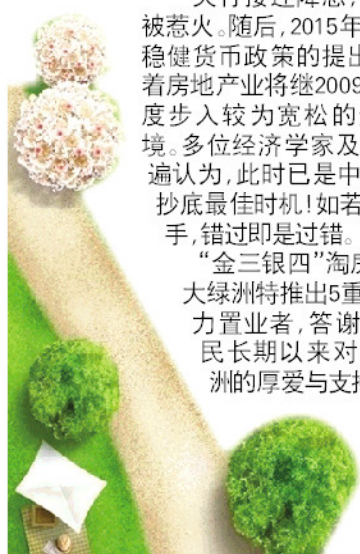 被惹火。随后,2015年
稳健货币政策的提出
着房地产业将继2009
度步入较为宽松的
境。多位经济学家及
遍认为,此时已是中
抄底最佳时机!如若
手,错过即是过错。
“金三银四”淘房
大绿洲特推出5重
力置业者,答谢
民长期以来对
洲的厚爱与支持